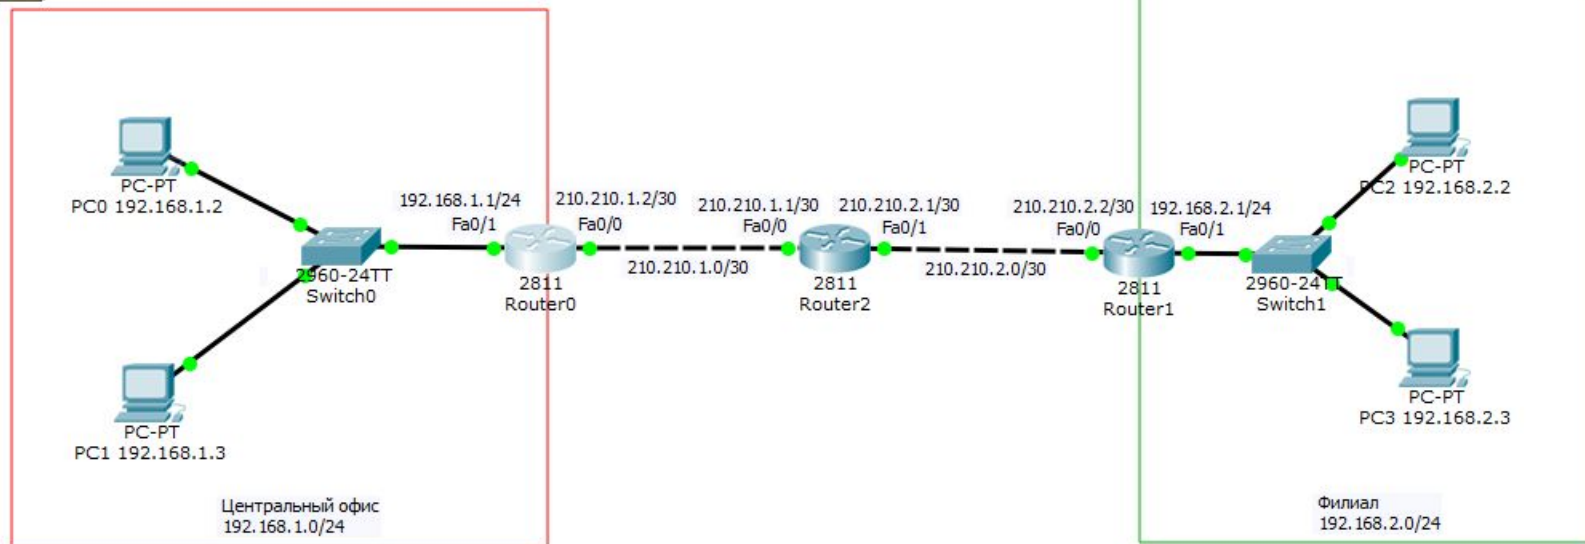 PC-PT
PC0 192.168.1.2
2960-24TT
Switch0
PC-PT
PC1 192.168.1.3
Центральный офис
192.168.1.0/24
192.168.1.1/24
Fa0/1
210.210.1.2/30
Fa0/0
2811
Router0
210.210.1.0/30
210.210.1.1/30
Fa0/0
210.210.2.1/30
Fa0/1
2811
Router2
210.210.2.0/30
210.210.2.2/30
Fa0/0
192.168.2.1/24
Fa0/1
2811
Router1
2960-24TT
Switch1
PC-PT
PC2 192.168.2.2
PC-PT
PC3 192.168.2.3
Филиал
192.168.2.0/24